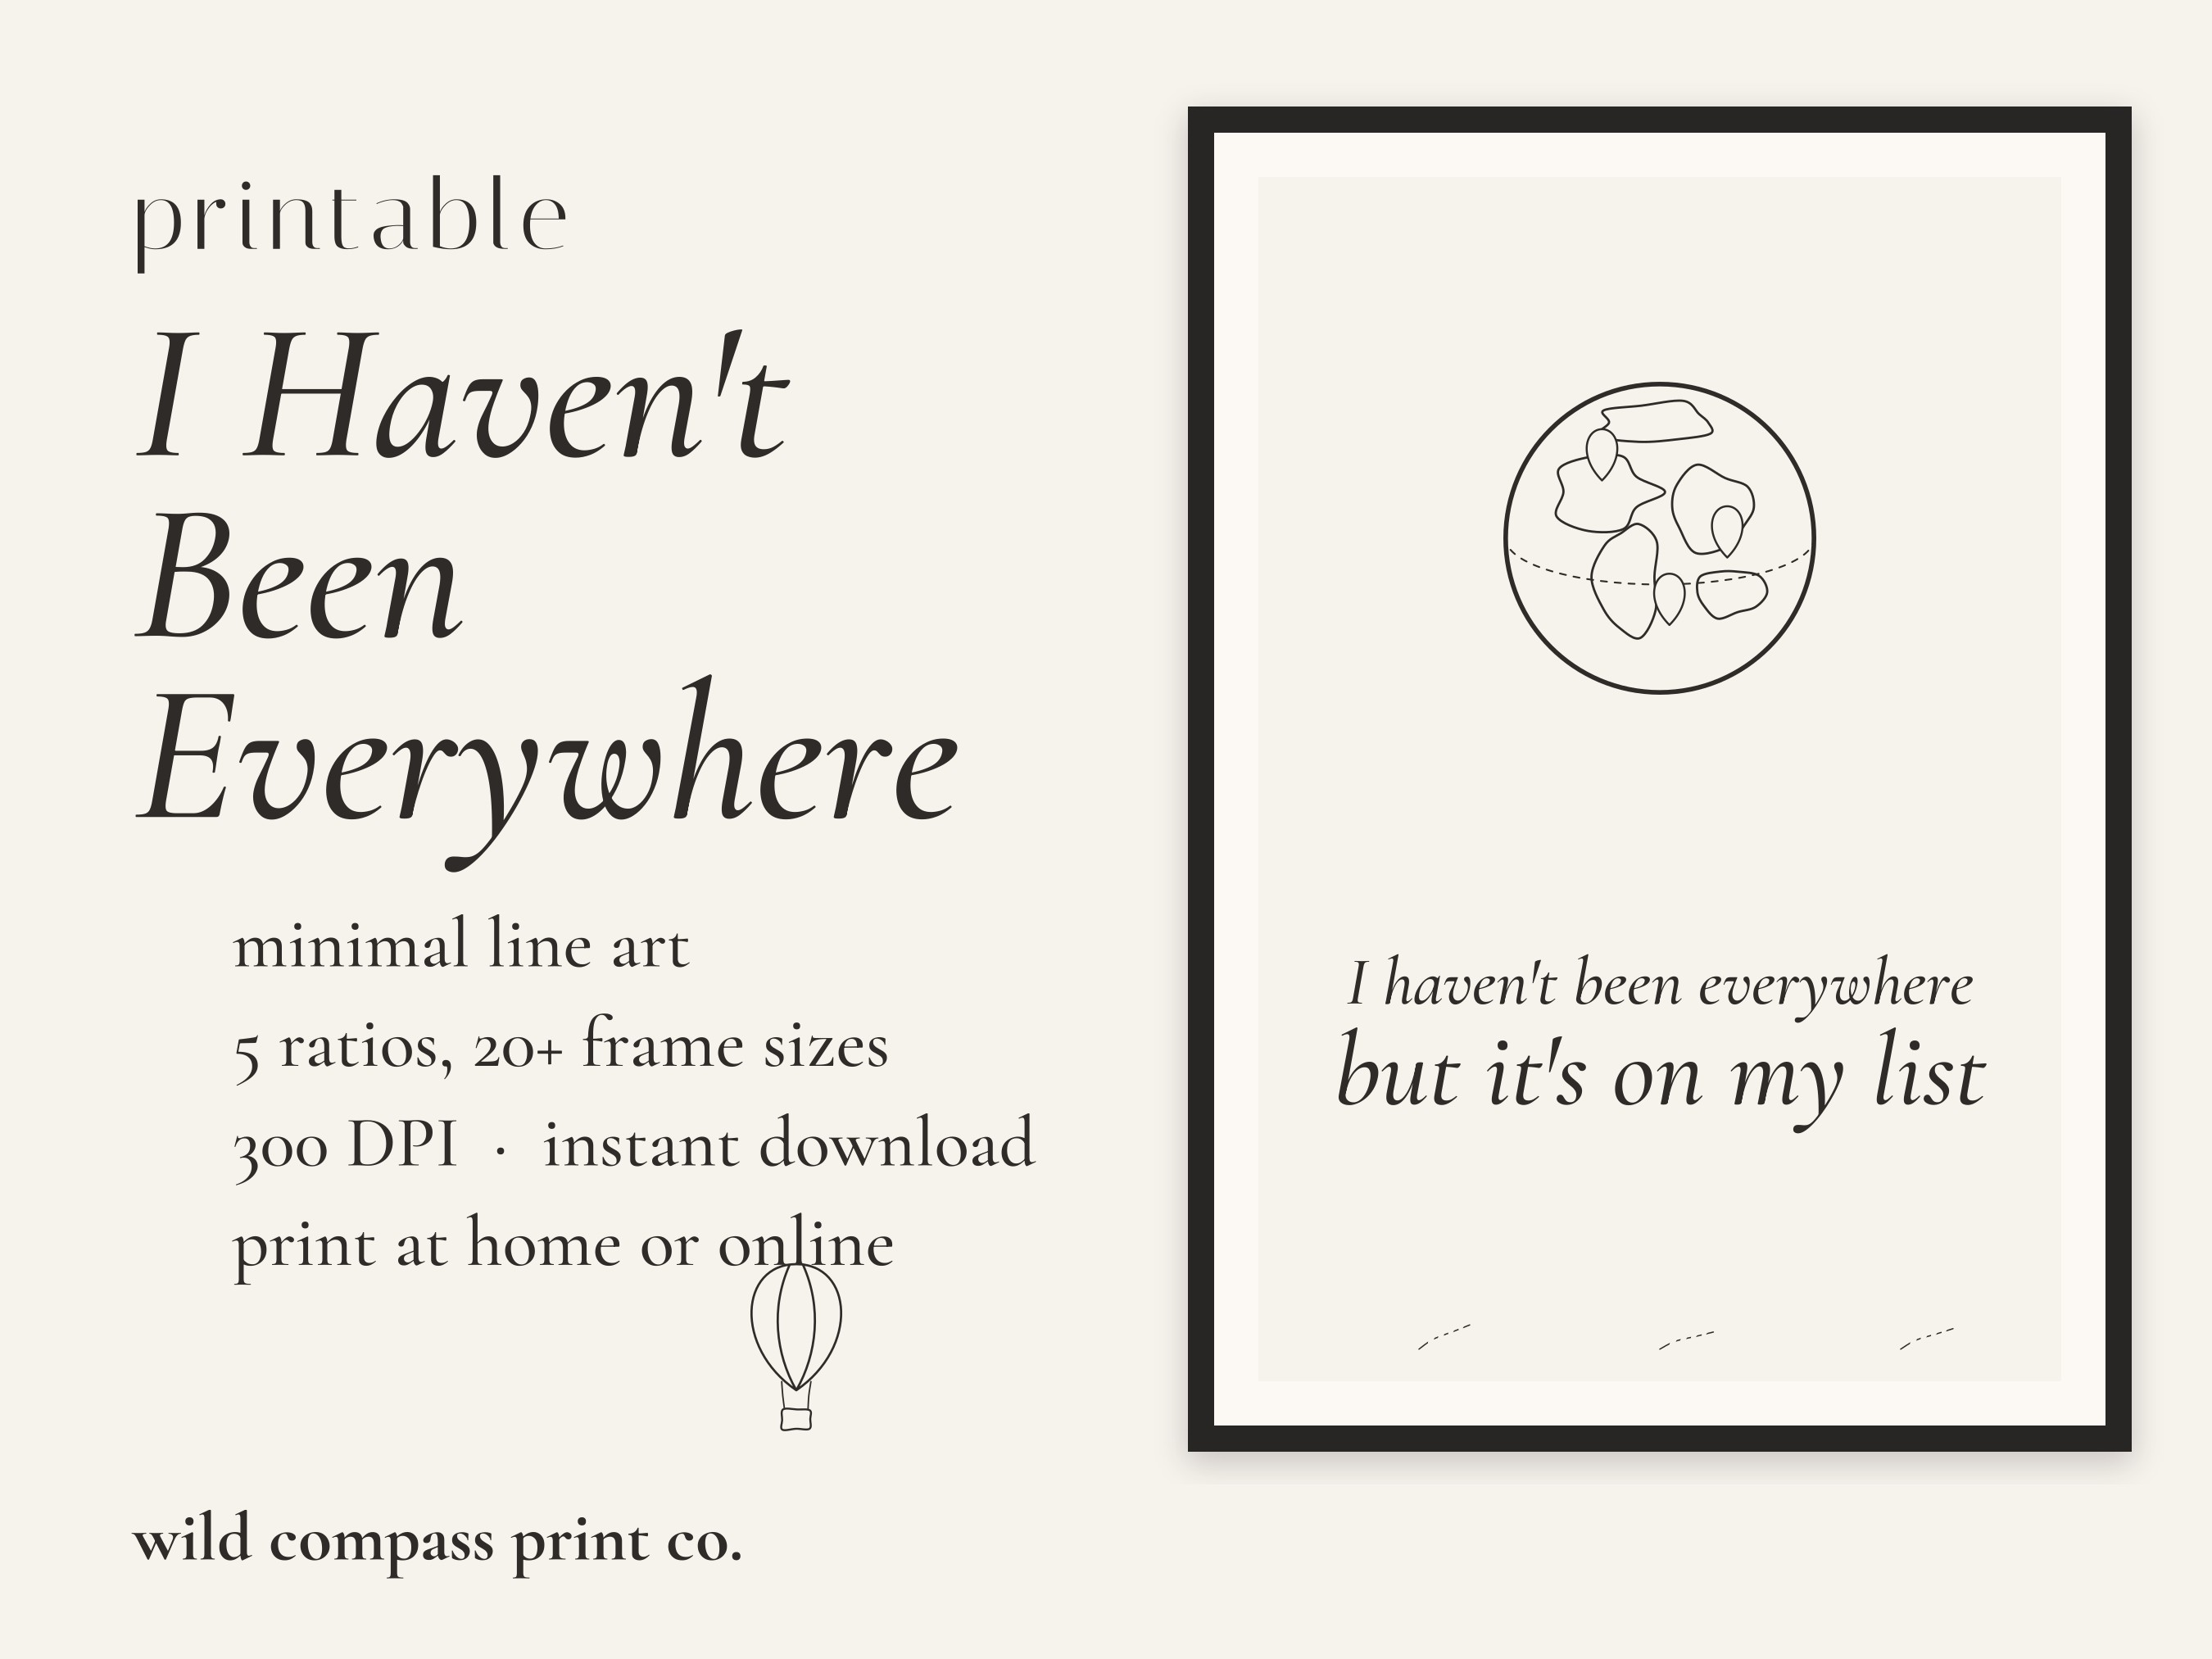 printable
I Haven't
Been
Everywhere
minimal line art
5 ratios, 20+ frame sizes
300 DPI · instant download
print at home or online
wild compass print co.
I haven't been everywhere
but it's on my list